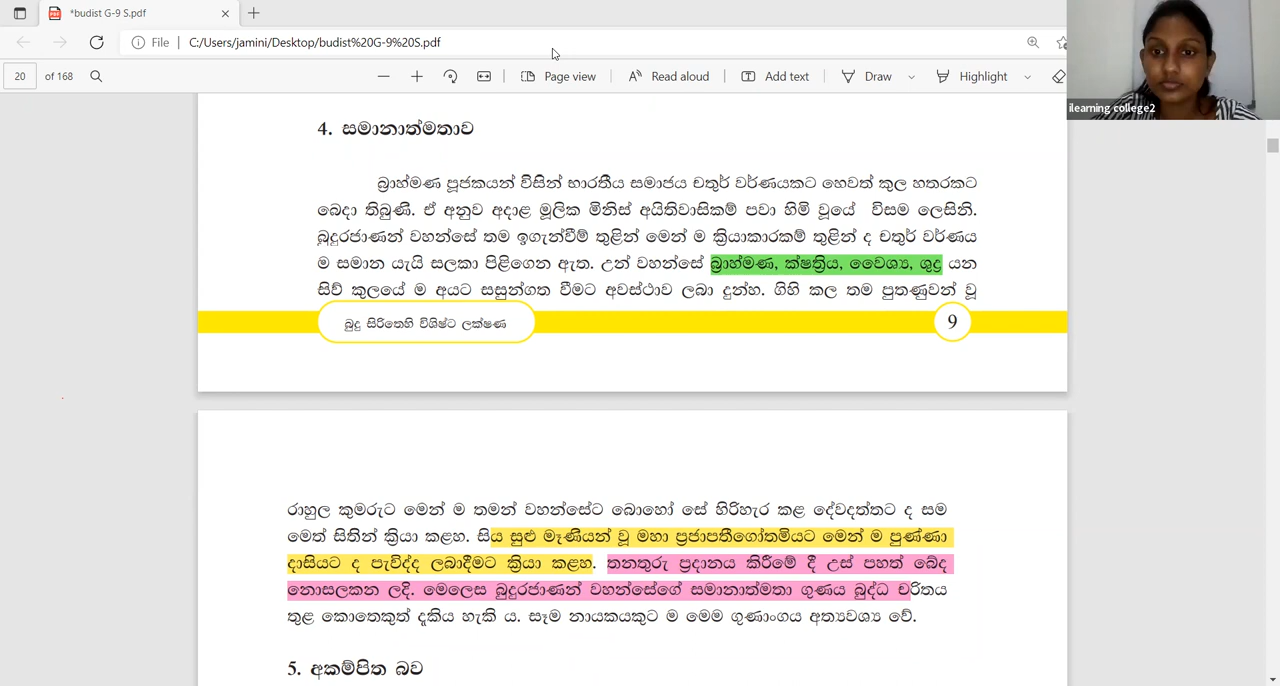 *budist G-9 S.pdf
File
C:/Users/jamini/Desktop/budist%20G-9%20S.pdf
20 of 168
Page view
Read aloud
Add text
Draw
Highlight
ilearning college2
4. සමානාත්මතාව
බ්‍රාහ්මණ පූජකයන් විසින් භාරතීය සමාජය චතුර් වර්ණයකට හෙවත් කුල හතරකට
බෙදා තිබුණි. ඒ අනුව අදාළ මූලික මිනිස් අයිතිවාසිකම් පවා හිමි වූයේ විසම ලෙසිනි.
බුදුරජාණන් වහන්සේ තම ඉගැන්වීම් තුළින් මෙන් ම ක්‍රියාකාරකම් තුළින් ද චතුර් වර්ණය
ම සමාන යැයි සලකා පිළිගෙන ඇත. උන් වහන්සේ බ්‍රාහ්මණ, ක්ෂත්‍රිය, වෛශ්‍ය, ශුද්‍ර යන
සිව් කුලයේ ම අයට සසුන්ගත වීමට අවස්ථාව ලබා දුන්හ. ගිහි කල තම පුතණුවන් වූ
බුදු සිරිතෙහි විශිෂ්ට ලක්ෂණ
9
රාහුල කුමරුට මෙන් ම තමන් වහන්සේට බොහෝ සේ හිරිහැර කළ දේවදත්තට ද සම
මෙත් සිතින් ක්‍රියා කළහ. සිය සුළු මෑණියන් වූ මහා ප්‍රජාපතීගෝතමියට මෙන් ම පුණ්ණා
දාසියට ද පැවිද්ද ලබාදීමට ක්‍රියා කළහ. තනතුරු ප්‍රදානය කිරීමේ දී උස් පහත් බේද
නොසලකන ලදි. මෙලෙස බුදුරජාණන් වහන්සේගේ සමානාත්මතා ගුණය බුද්ධ චරිතය
තුළ කොතෙකුත් දැකිය හැකි ය. සෑම නායකයකුට ම මෙම ගුණාංගය අත්‍යවශ්‍ය වේ.
5. අකම්පිත බව